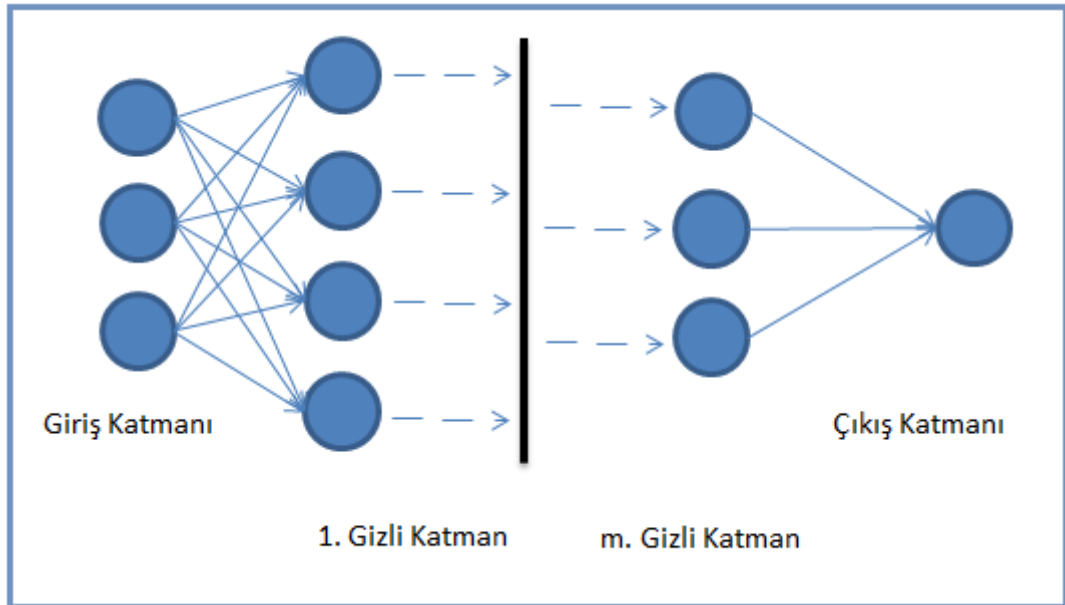 Giriş Katmanı
Çıkış Katmanı
1. Gizli Katman
m. Gizli Katman